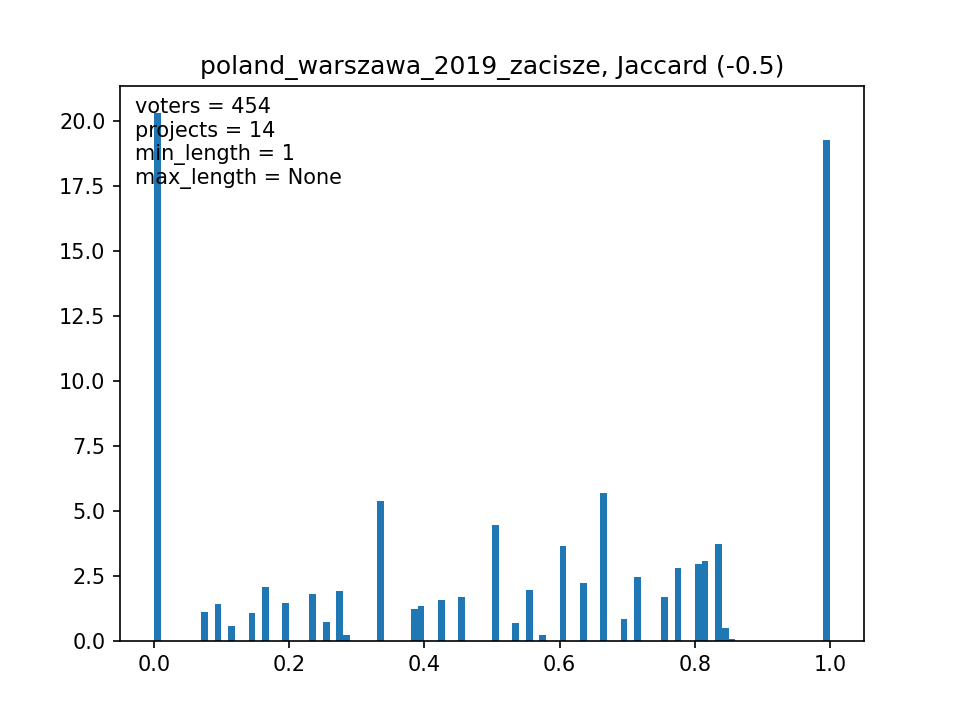 poland_warszawa_2019_zacisze, Jaccard (-0.5)
voters = 454
projects = 14
min_length = 1
max_length = None
20.0
17.5
15.0
12.5
10.0
7.5
5.0
2.5
0.0
0.0 0.2 0.4 0.6 0.8 1.0